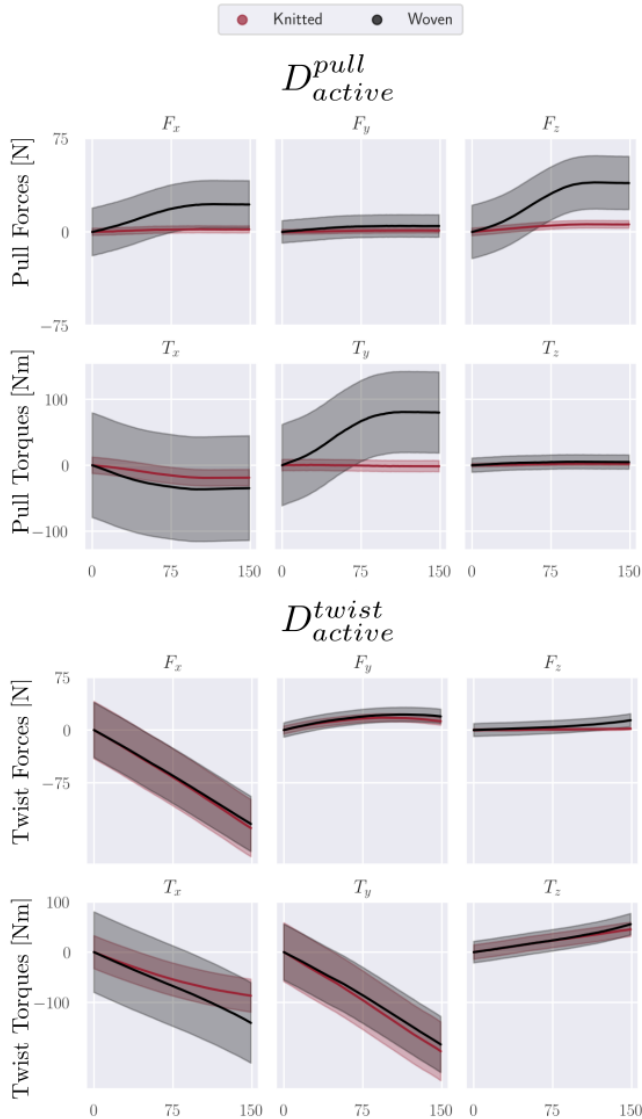 Knitted Woven
D_{active}^{pull}
F_x F_y F_z
Pull Forces [N]
75
0
−75
T_x T_y T_z
Pull Torques [Nm]
100
0
−100
0 75 150 0 75 150 0 75 150
D_{active}^{twist}
F_x F_y F_z
Twist Forces [N]
75
0
−75
T_x T_y T_z
Twist Torques [Nm]
100
0
−100
0 75 150 0 75 150 0 75 150